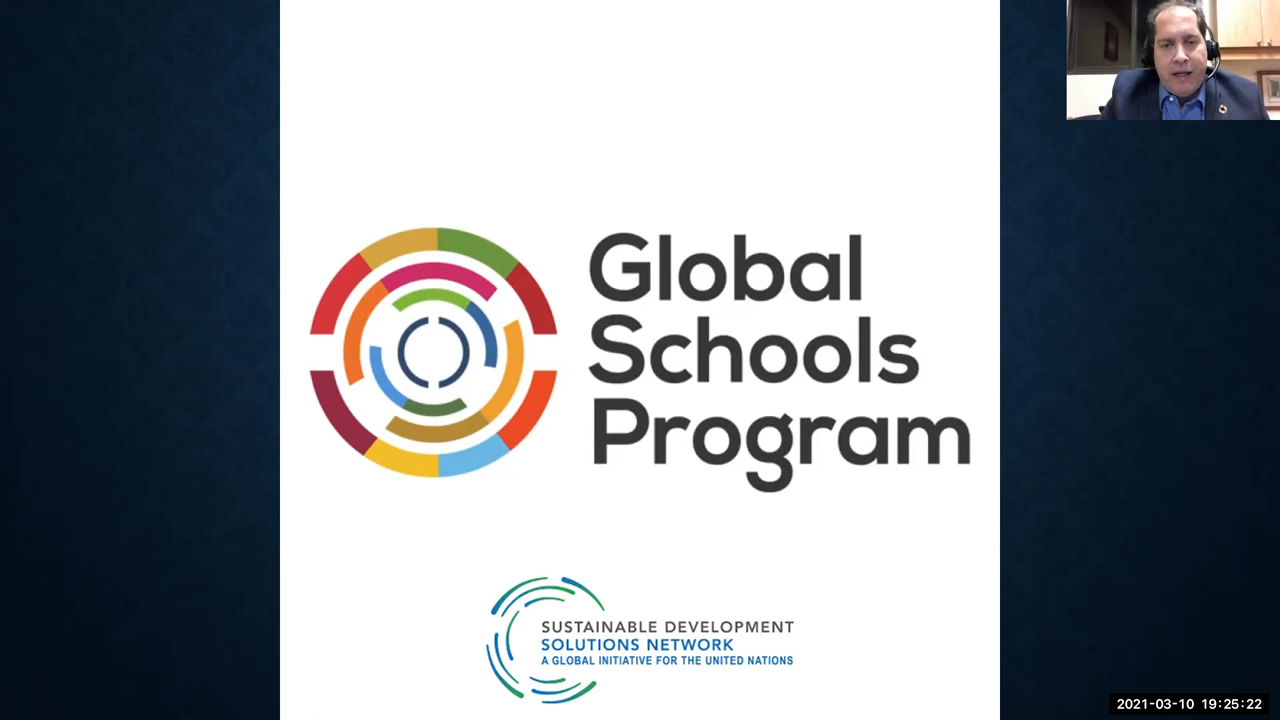 Global
Schools
Program
SUSTAINABLE DEVELOPMENT
SOLUTIONS NETWORK
A GLOBAL INITIATIVE FOR THE UNITED NATIONS
2021-03-10 19:25:22